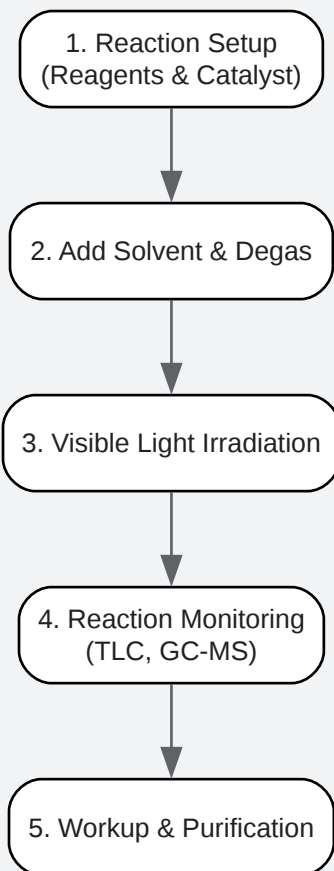 1. Reaction Setup
(Reagents & Catalyst)
2. Add Solvent & Degas
3. Visible Light Irradiation
4. Reaction Monitoring
(TLC, GC-MS)
5. Workup & Purification